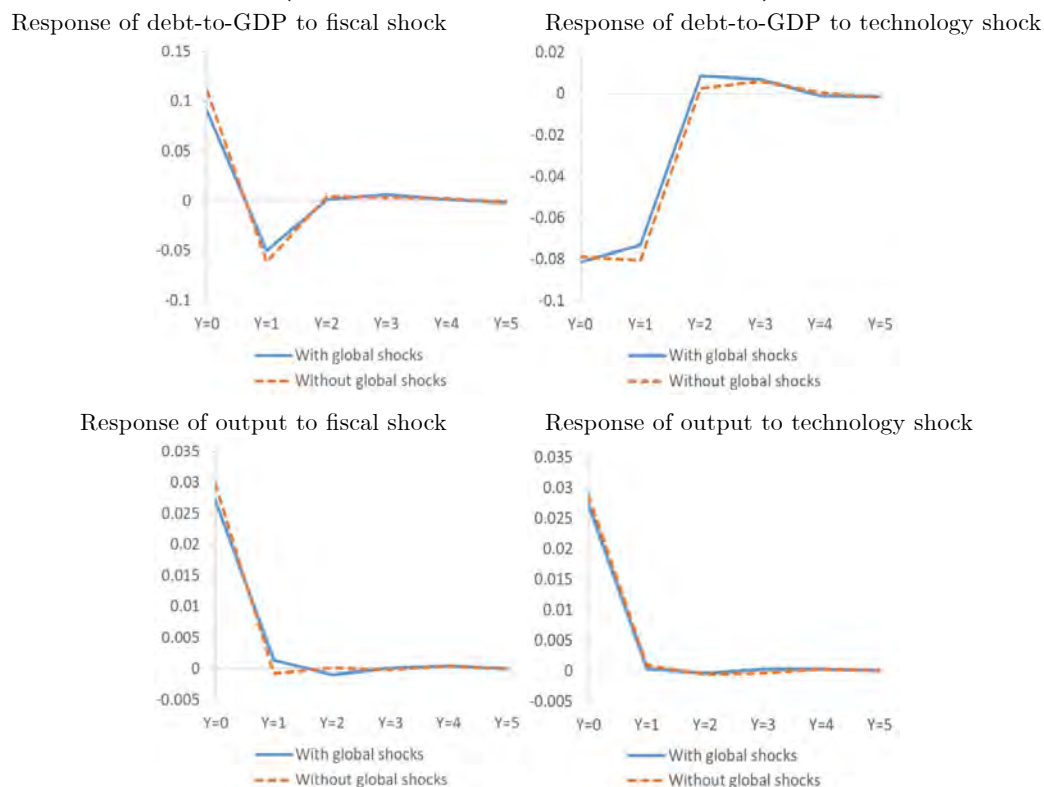 Response of debt-to-GDP to fiscal shock
0.15
0.1
0.05
0
-0.05
-0.1
Y=0 Y=1 Y=2 Y=3 Y=4 Y=5
With global shocks
Without global shocks
Response of debt-to-GDP to technology shock
0.02
0
-0.02
-0.04
-0.06
-0.08
-0.1
Y=0 Y=1 Y=2 Y=3 Y=4 Y=5
With global shocks
Without global shocks
Response of output to fiscal shock
0.035
0.03
0.025
0.02
0.015
0.01
0.005
0
-0.005
Y=0 Y=1 Y=2 Y=3 Y=4 Y=5
With global shocks
Without global shocks
Response of output to technology shock
0.035
0.03
0.025
0.02
0.015
0.01
0.005
0
-0.005
Y=0 Y=1 Y=2 Y=3 Y=4 Y=5
With global shocks
Without global shocks